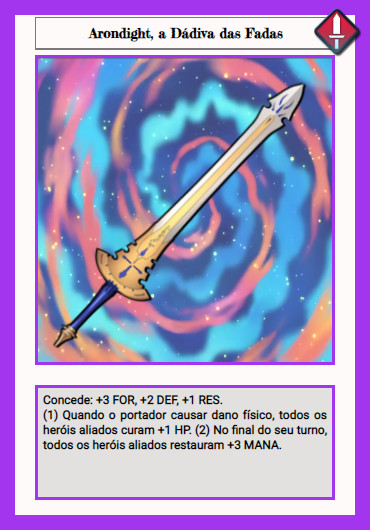 Arondight, a Dádiva das Fadas
Concede: +3 FOR, +2 DEF, +1 RES.
(1) Quando o portador causar dano físico, todos os
heróis aliados curam +1 HP. (2) No final do seu turno,
todos os heróis aliados restauram +3 MANA.